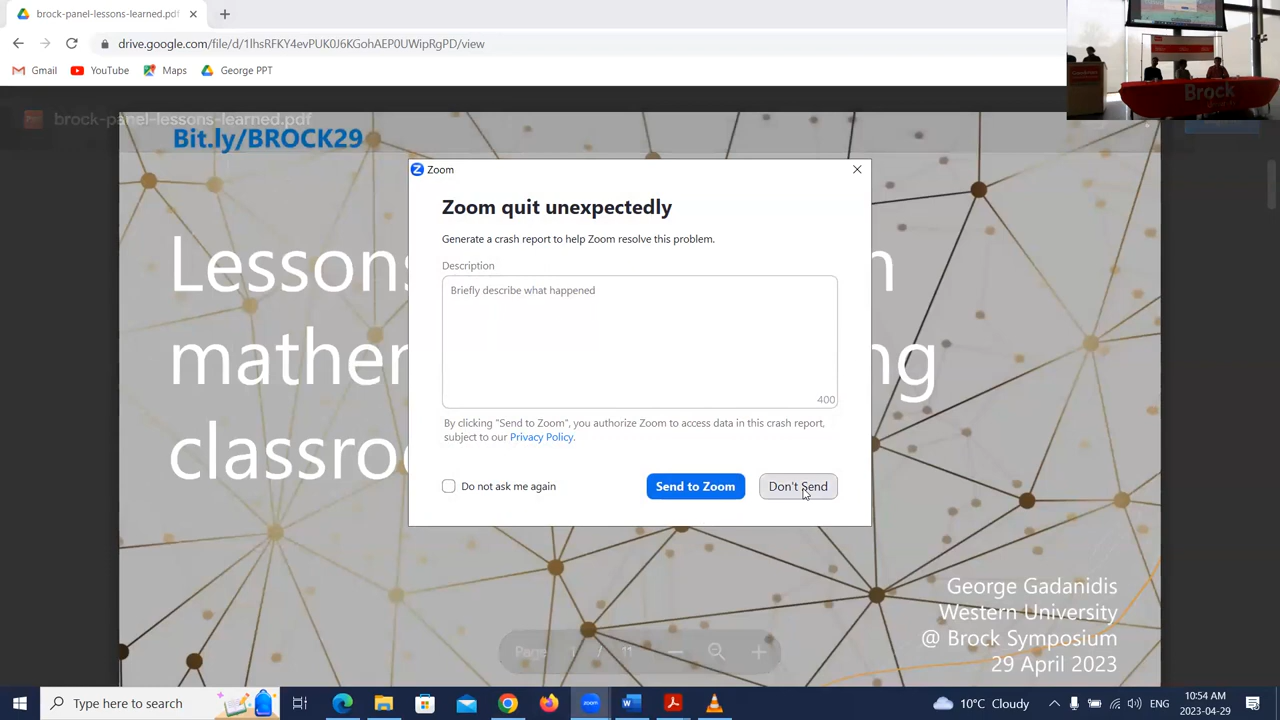 brock-panel-lessons-learned.pdf
drive.google.com/file/d/1lhsRFKY4evPUK0J6KGohAEP0UWipRgPD/view
Gmail
YouTube
Maps
George PPT
brock-panel-lessons-learned.pdf
Bit.ly/BROCK29
Zoom
Zoom quit unexpectedly
Generate a crash report to help Zoom resolve this problem.
Description
Briefly describe what happened
400
By clicking "Send to Zoom", you authorize Zoom to access data in this crash report,
subject to our Privacy Policy.
Do not ask me again
Send to Zoom
Don't Send
Lessons
n
mather
ng
classroo
George Gadanidis
Western University
@ Brock Symposium
29 April 2023
Page 1 / 11
Brock
Type here to search
zoom
10°C Cloudy
ENG
10:54 AM
2023-04-29